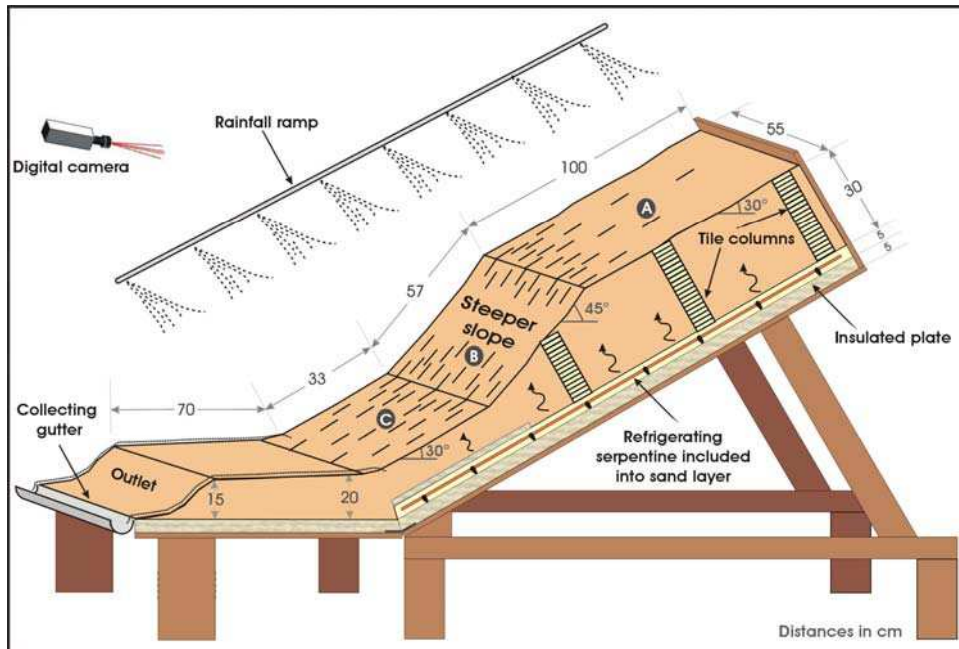 Rainfall ramp
Digital camera
55
100
30
A
30°
Tile columns
5
5
57
Steeper
slope
45°
Insulated plate
B
33
70
C
Collecting
gutter
30°
Refrigerating
serpentine included
into sand layer
Outlet
15
20
Distances in cm